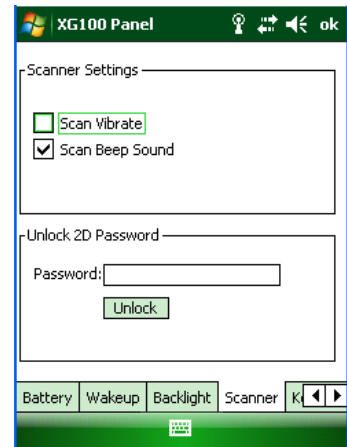 XG100 Panel ok
Scanner Settings
Scan Vibrate
Scan Beep Sound
Unlock 2D Password
Password:
Unlock
Battery Wakeup Backlight Scanner